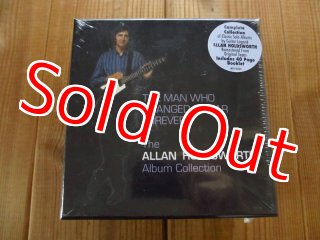 Complete
Collection
of Classic Solo Albums
by Guitar Legend
ALLAN HOLDSWORTH
Remastered From
Original Tapes
Includes 40 Page
Booklet!
THE MAN WHO
CHANGED GUITAR
FOREVER
Sold Out
The
ALLAN HOLDSWORTH
Album Collection